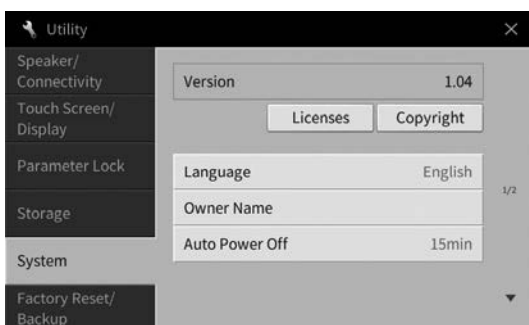 Utility
Speaker/
Connectivity
Touch Screen/
Display
Parameter Lock
Storage
System
Factory Reset/
Backup
Version 1.04
Licenses Copyright
Language English
Owner Name
Auto Power Off 15min
1/2